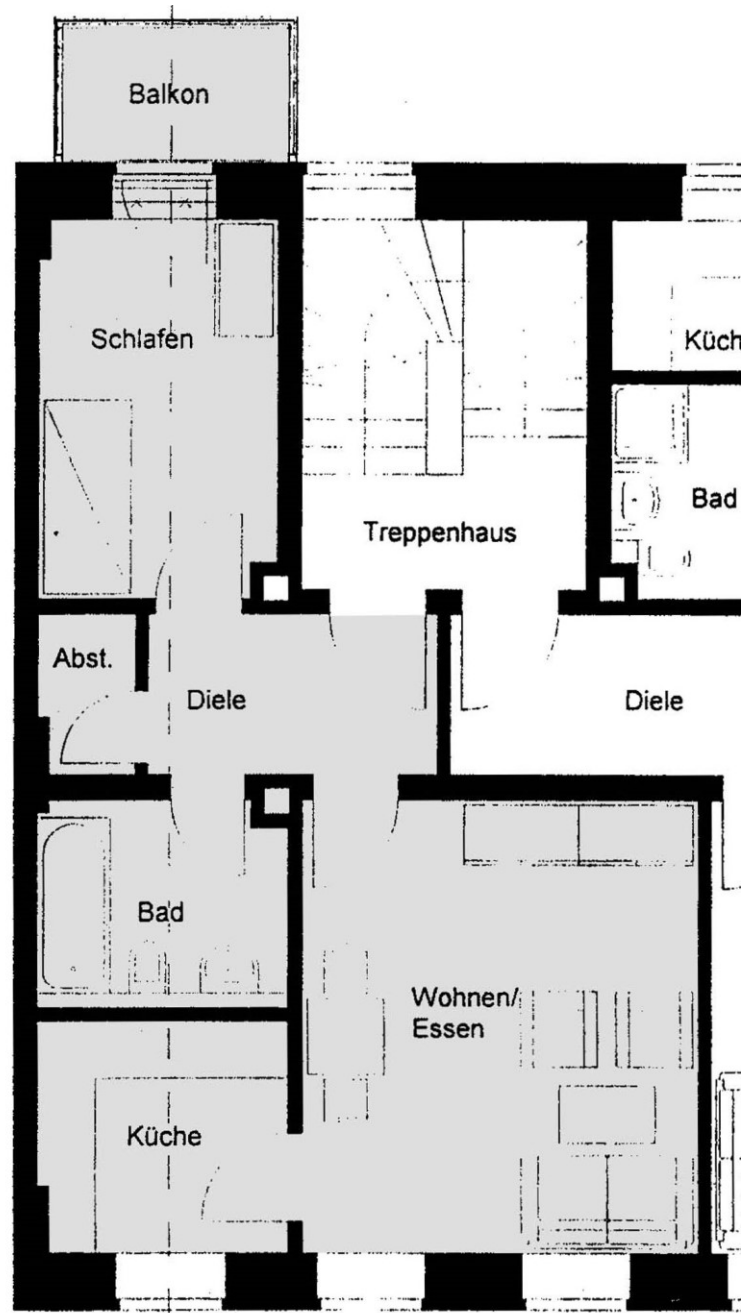 Balkon
Schlafen
Küch
Bad
Treppenhaus
Abst.
Diele
Diele
Bad
Wohnen/
Essen
Küche